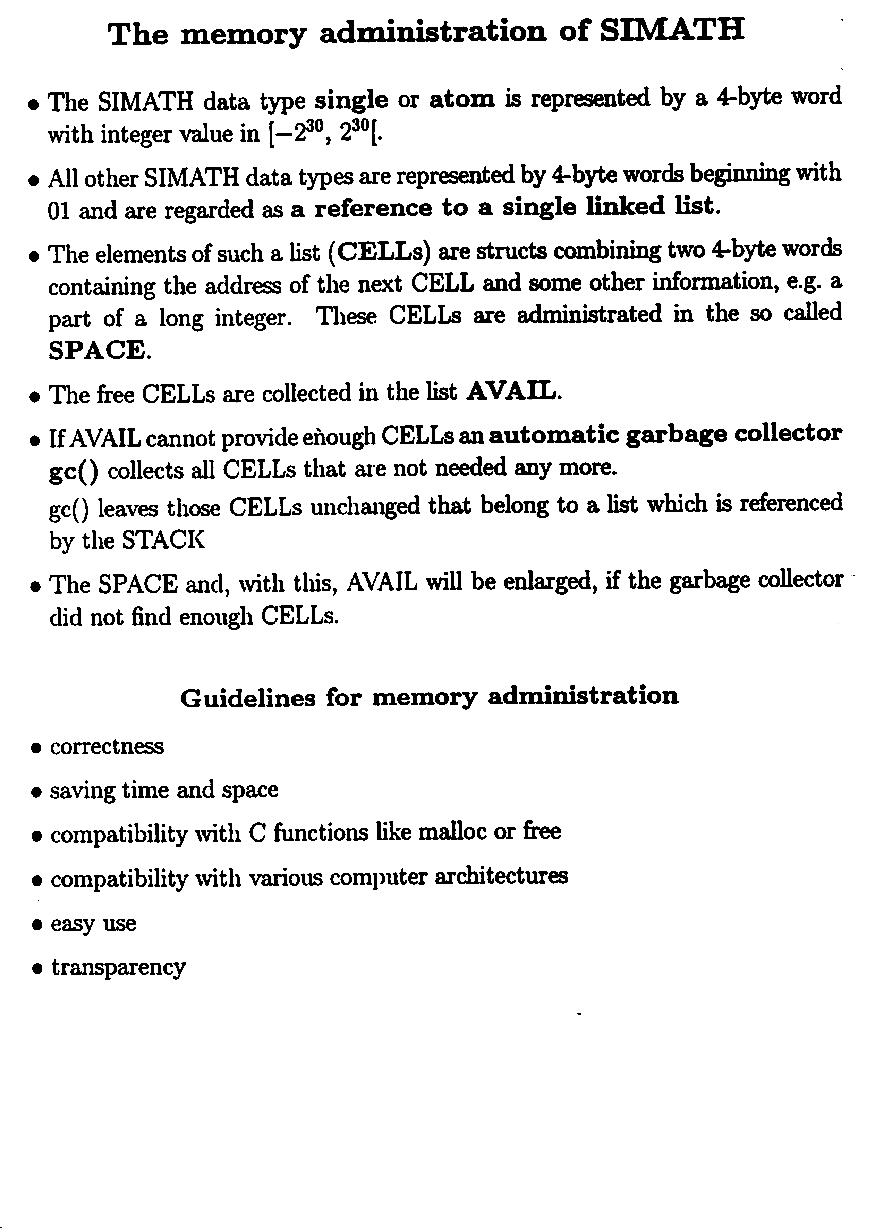 The memory administration of SIMATH
• The SIMATH data type single or atom is represented by a 4-byte word
with integer value in [−2³⁰, 2³⁰[.
• All other SIMATH data types are represented by 4-byte words beginning with
01 and are regarded as a reference to a single linked list.
• The elements of such a list (CELLs) are structs combining two 4-byte words
containing the address of the next CELL and some other information, e.g. a
part of a long integer. These CELLs are administrated in the so called
SPACE.
• The free CELLs are collected in the list AVAIL.
• If AVAIL cannot provide enough CELLs an automatic garbage collector
gc() collects all CELLs that are not needed any more.
gc() leaves those CELLs unchanged that belong to a list which is referenced
by the STACK
• The SPACE and, with this, AVAIL will be enlarged, if the garbage collector
did not find enough CELLs.
Guidelines for memory administration
• correctness
• saving time and space
• compatibility with C functions like malloc or free
• compatibility with various computer architectures
• easy use
• transparency